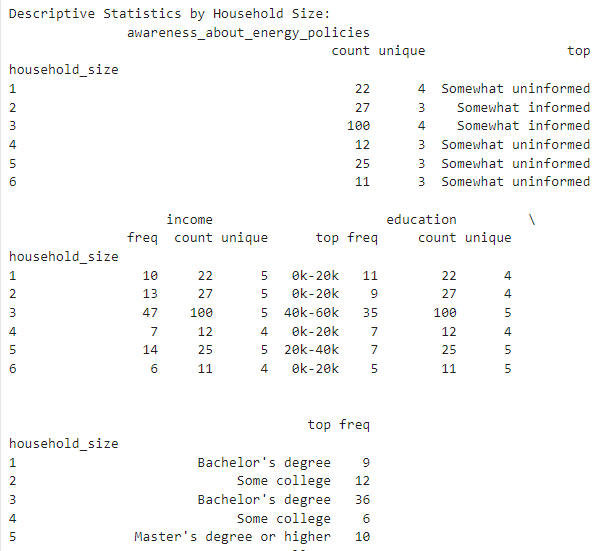 Descriptive Statistics by Household Size:
awareness_about_energy_policies
count unique top
household_size
1 22 4 Somewhat uninformed
2 27 3 Somewhat informed
3 100 4 Somewhat informed
4 12 3 Somewhat uninformed
5 25 3 Somewhat uninformed
6 11 3 Somewhat uninformed
income education \
freq count unique top freq count unique
household_size
1 10 22 5 0k-20k 11 22 4
2 13 27 5 0k-20k 9 27 4
3 47 100 5 40k-60k 35 100 5
4 7 12 4 0k-20k 7 12 4
5 14 25 5 20k-40k 7 25 5
6 6 11 4 0k-20k 5 11 5
top freq
household_size
1 Bachelor's degree 9
2 Some college 12
3 Bachelor's degree 36
4 Some college 6
5 Master's degree or higher 10